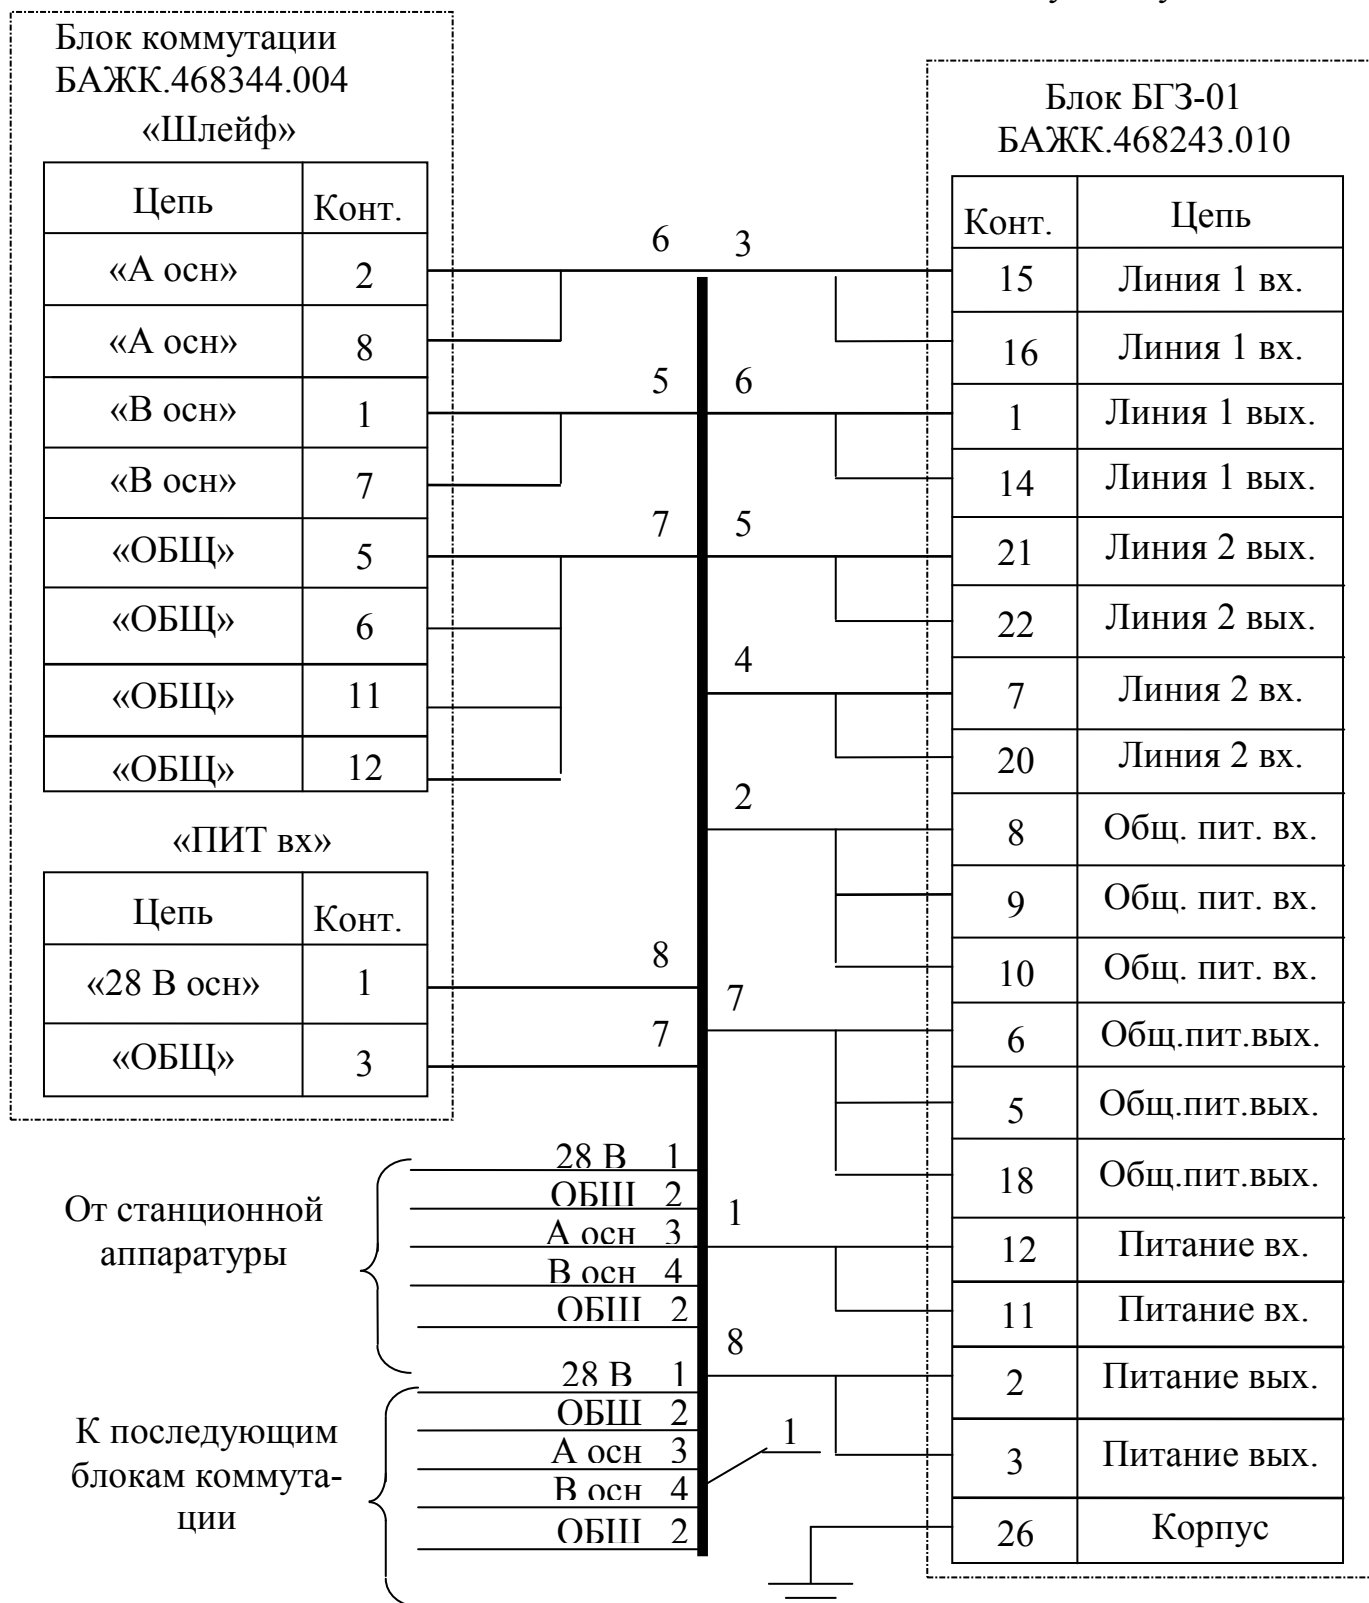 Блок коммутации
БАЖК.468344.004
«Шлейф»
Цепь Конт.
«А осн» 2
«А осн» 8
«В осн» 1
«В осн» 7
«ОБЩ» 5
«ОБЩ» 6
«ОБЩ» 11
«ОБЩ» 12
«ПИТ вх»
Цепь Конт.
«28 В осн» 1
«ОБЩ» 3
6 3
5 6
7 5
4
2
8
7
7
1
8
1
Блок БГЗ-01
БАЖК.468243.010
Конт. Цепь
15 Линия 1 вх.
16 Линия 1 вх.
1 Линия 1 вых.
14 Линия 1 вых.
21 Линия 2 вых.
22 Линия 2 вых.
7 Линия 2 вх.
20 Линия 2 вх.
8 Общ. пит. вх.
9 Общ. пит. вх.
10 Общ. пит. вх.
6 Общ.пит.вых.
5 Общ.пит.вых.
18 Общ.пит.вых.
12 Питание вх.
11 Питание вх.
2 Питание вых.
3 Питание вых.
26 Корпус
От станционной
аппаратуры
28 В 1
ОБЩ 2
А осн 3
В осн 4
ОБЩ 2
К последующим
блокам коммута-
ции
28 В 1
ОБЩ 2
А осн 3
В осн 4
ОБЩ 2